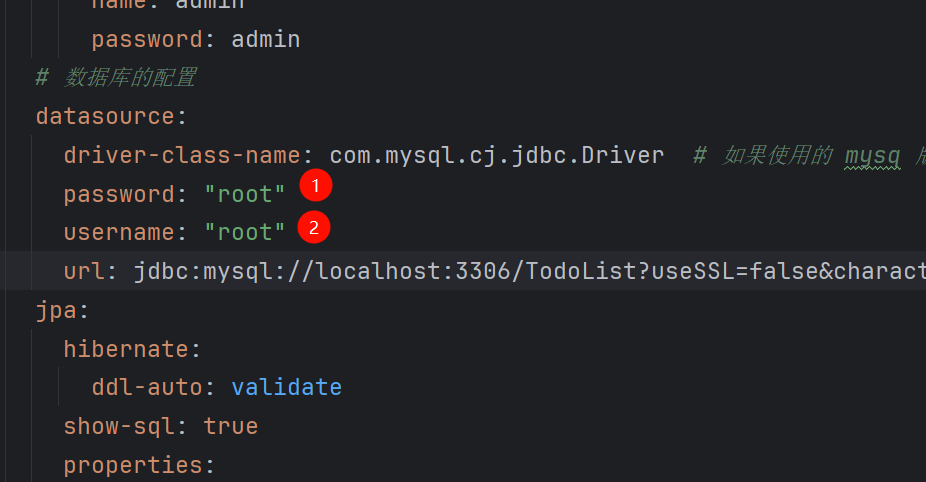 name: admin
password: admin
# 数据库的配置
datasource:
driver-class-name: com.mysql.cj.jdbc.Driver # 如果使用的 mysq
password: "root" 1
username: "root" 2
url: jdbc:mysql://localhost:3306/TodoList?useSSL=false&charact
jpa:
hibernate:
ddl-auto: validate
show-sql: true
properties: